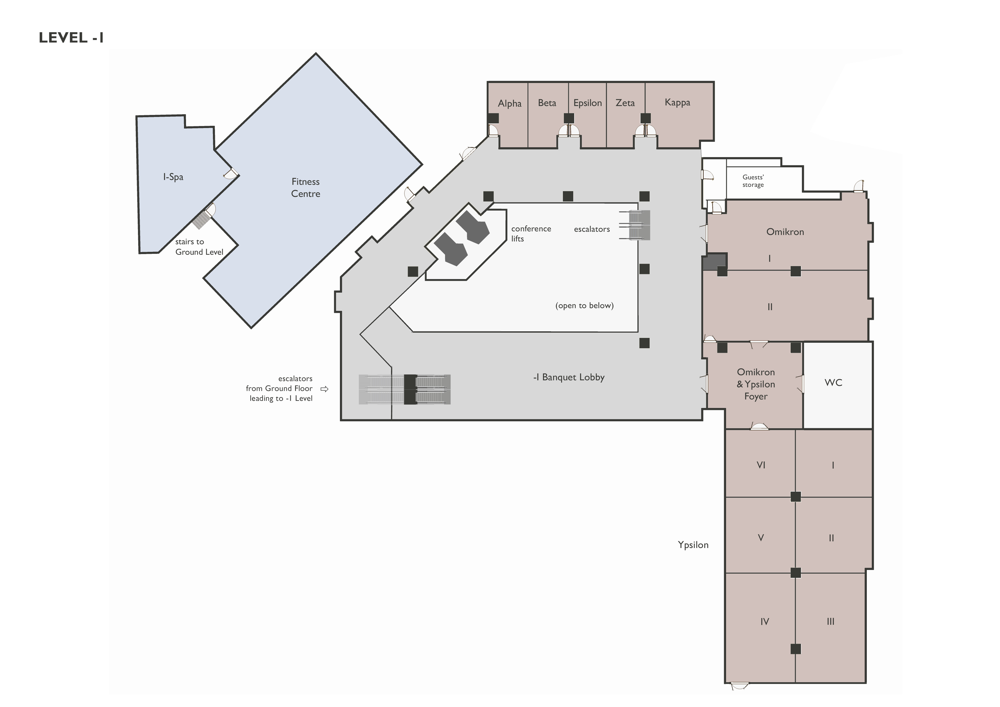 LEVEL -1
Alpha
Beta
Epsilon
Zeta
Kappa
I-Spa
Fitness
Centre
Guests'
storage
conference
lifts
escalators
Omikron
I
stairs to
Ground Level
(open to below)
II
escalators
from Ground Floor
leading to -1 Level
-1 Banquet Lobby
Omikron
& Ypsilon
Foyer
WC
VI
I
V
II
Ypsilon
IV
III